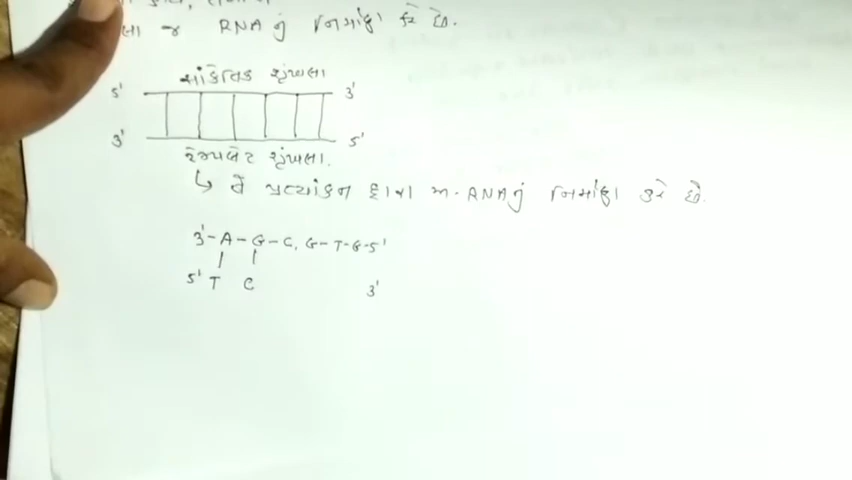 જ RNA નું નિર્માણ કરે છે.
સાંકેતિક શૃંખલા
5' 3'
3' 5'
ટેમ્પલેટ શૃંખલા.
↳ તે પ્રત્યાંકન દ્વારા m-RNA નું નિર્માણ કરે છે.
3'-A-G-C, G-T-G-5'
5' T C 3'